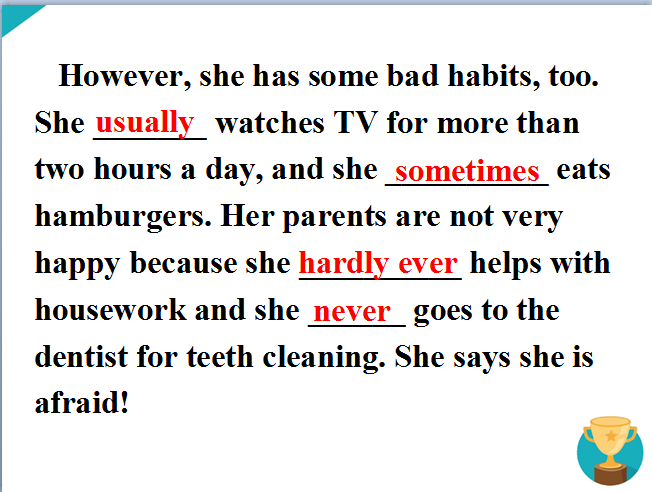 However, she has some bad habits, too.
She usually watches TV for more than
two hours a day, and she sometimes eats
hamburgers. Her parents are not very
happy because she hardly ever helps with
housework and she never goes to the
dentist for teeth cleaning. She says she is
afraid!